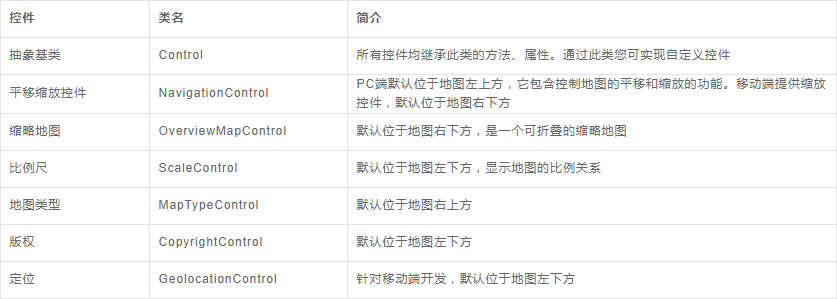 控件 类名 简介
抽象基类 Control 所有控件均继承此类的方法、属性。通过此类您可实现自定义控件
平移缩放控件 NavigationControl PC端默认位于地图左上方，它包含控制地图的平移和缩放的功能。移动端提供缩放
控件，默认位于地图右下方
缩略地图 OverviewMapControl 默认位于地图右下方，是一个可折叠的缩略地图
比例尺 ScaleControl 默认位于地图左下方，显示地图的比例关系
地图类型 MapTypeControl 默认位于地图右上方
版权 CopyrightControl 默认位于地图左下方
定位 GeolocationControl 针对移动端开发，默认位于地图左下方